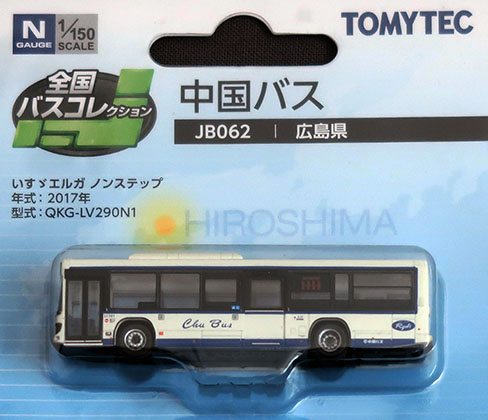 N
GAUGE
1/150
SCALE
TOMYTEC
全国
バスコレクション
中国バス
JB062 | 広島県
いすゞエルガ ノンステップ
年式：2017年
型式：QKG-LV290N1
HIROSHIMA
Chu Bus